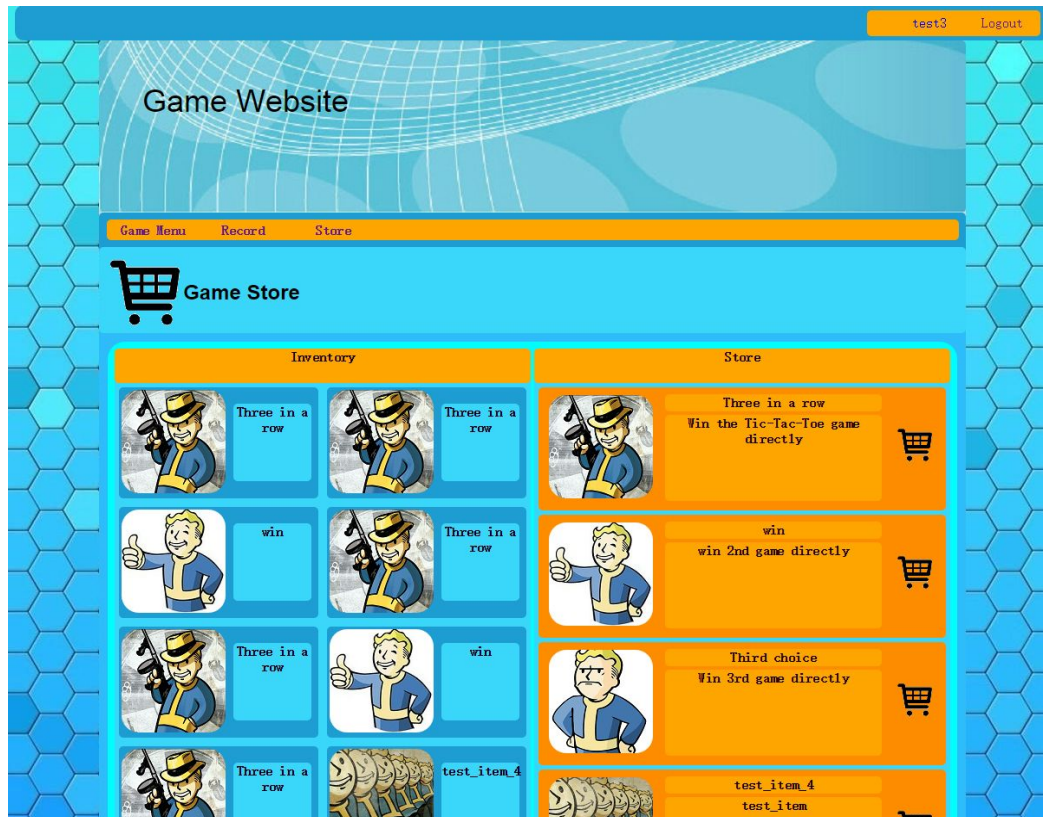 test3 Logout
Game Website
Game Menu Record Store
Game Store
Inventory
Three in a
row
Three in a
row
win
Three in a
row
Three in a
row
win
Three in a
row
test_item_4
Store
Three in a row
Win the Tic-Tac-Toe game
directly
win
win 2nd game directly
Third choice
Win 3rd game directly
test_item_4
test_item